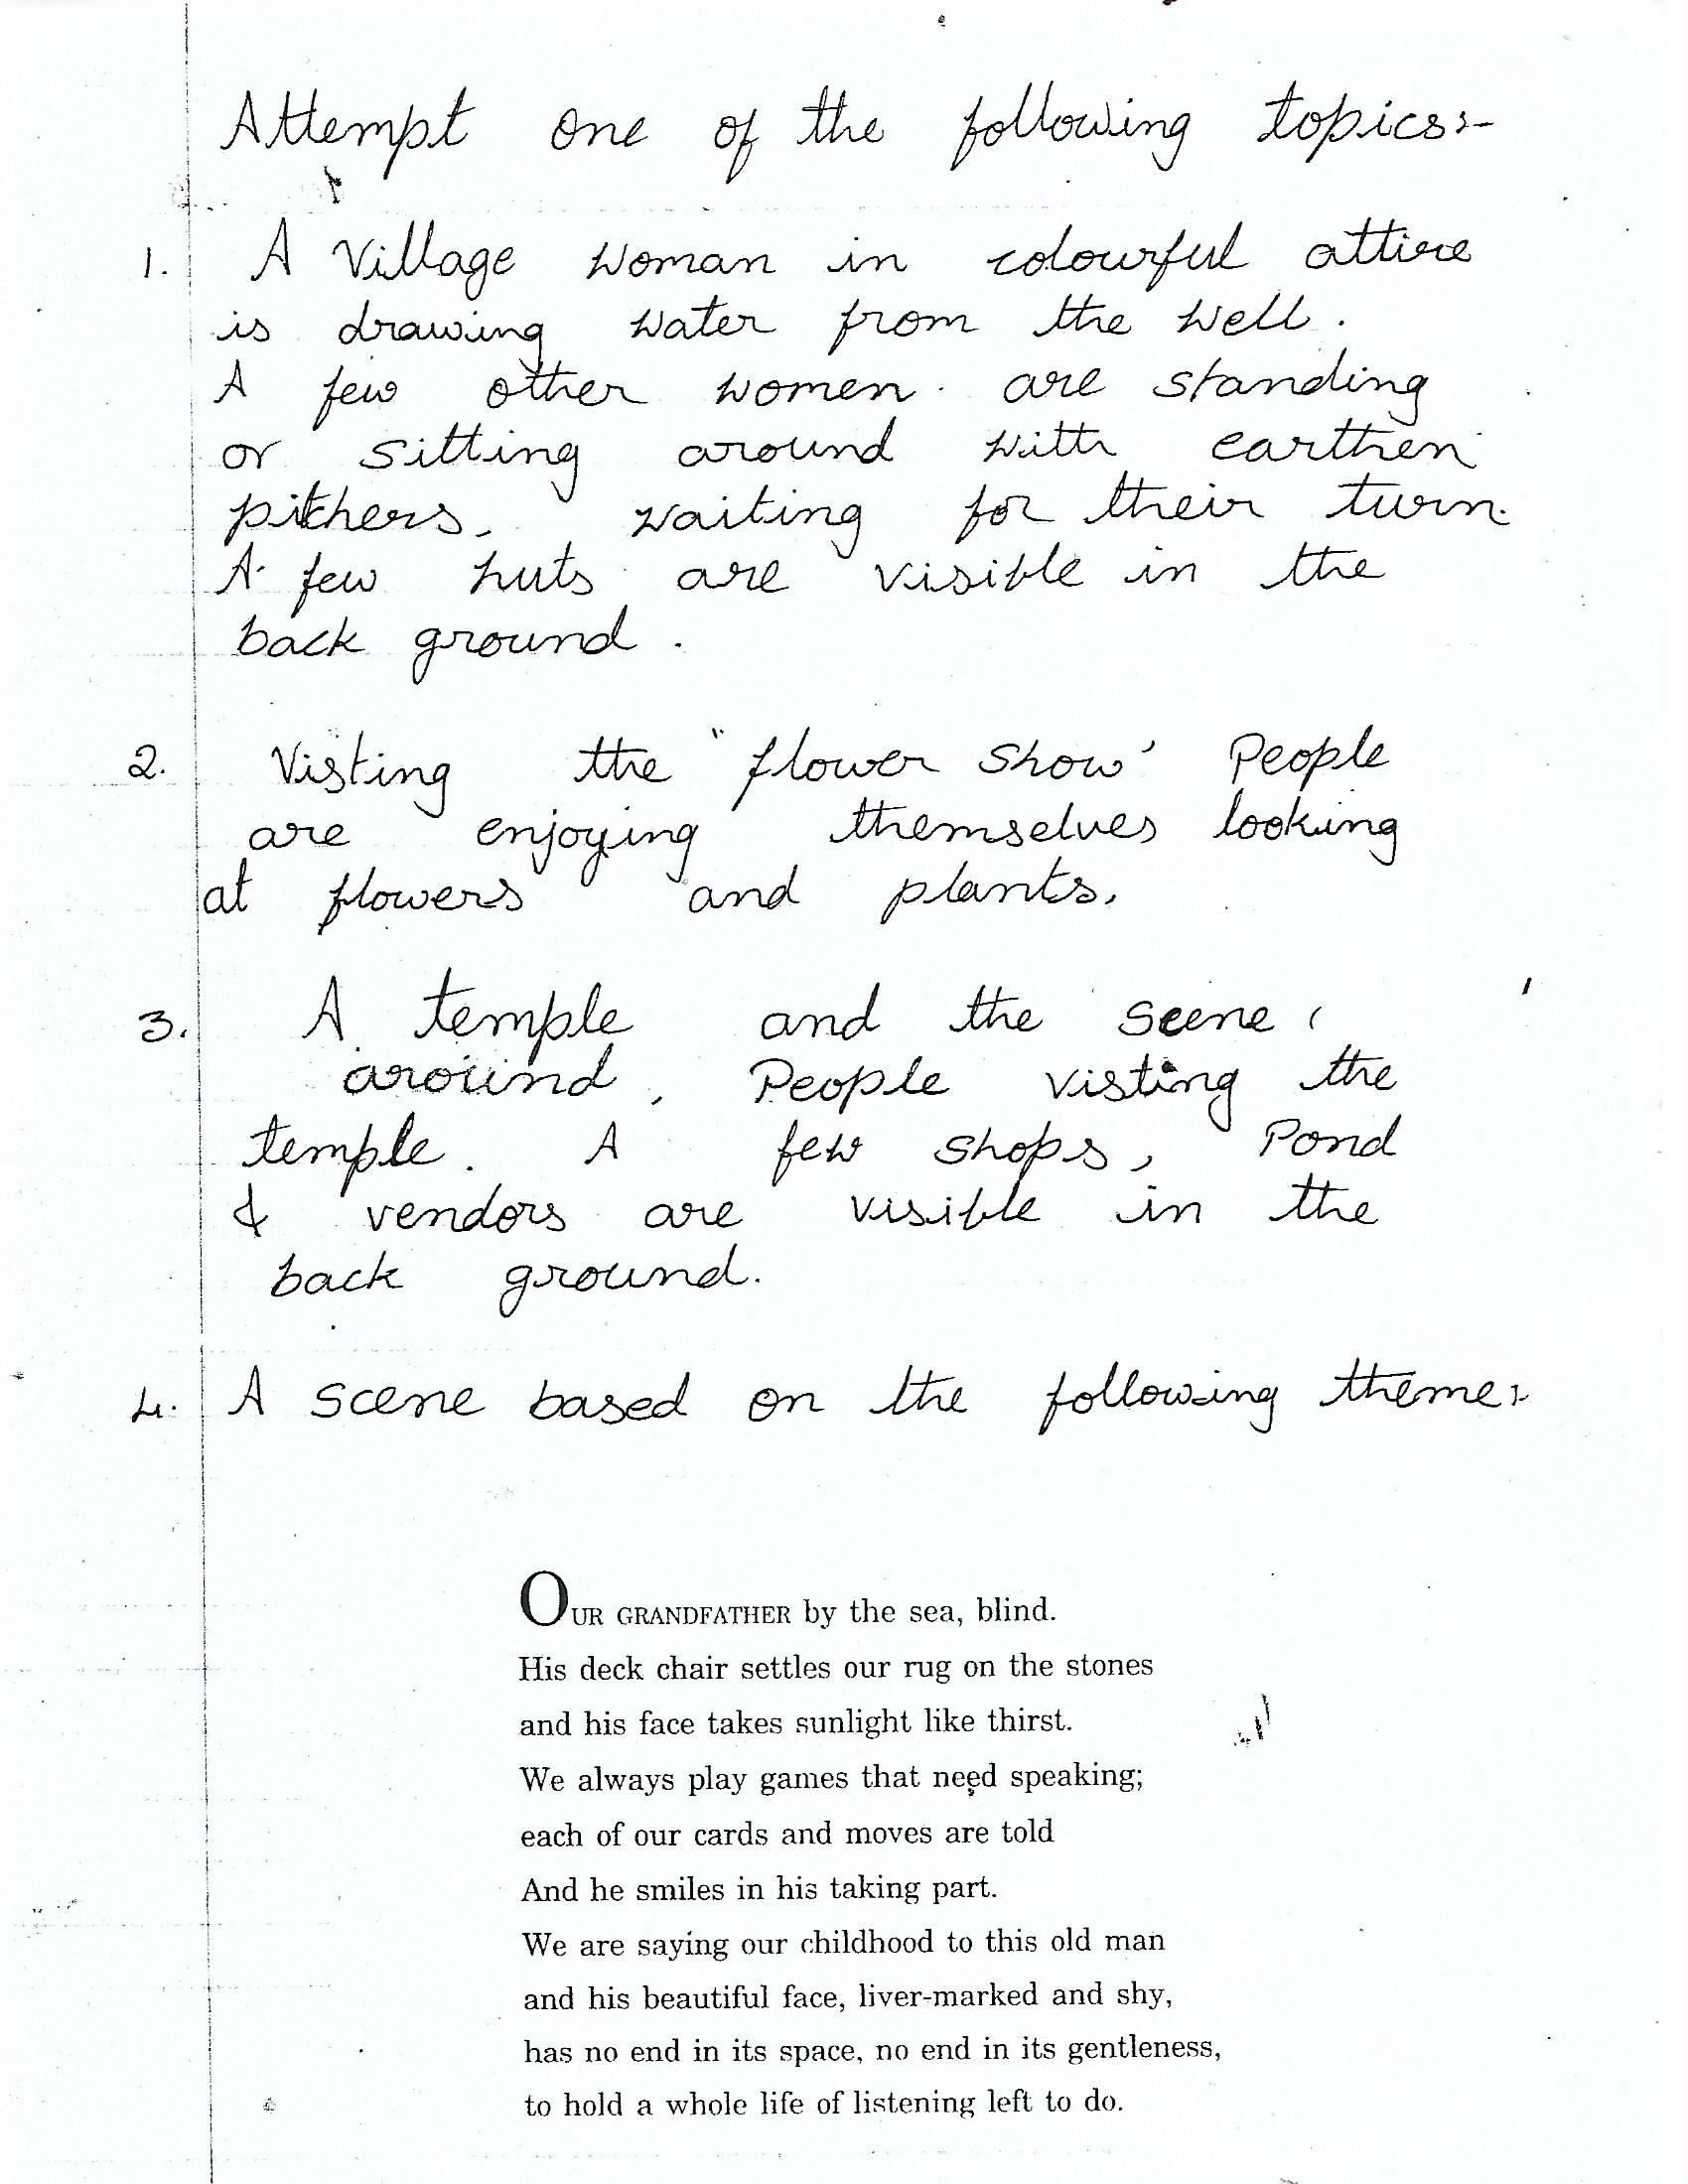 Attempt one of the following topics:-
1. A Village woman in colourful attire
is drawing water from the well.
A few other women are standing
or sitting around with earthen
pitchers, waiting for their turn.
A few huts are visible in the
back ground.
2. Visting the "flower show' People
are enjoying themselves looking
at flowers and plants.
3. A temple and the scene
around. People visting the
temple. A few shops, Pond
& vendors are visible in the
back ground.
4. A scene based on the following theme:
OUR GRANDFATHER by the sea, blind.
His deck chair settles our rug on the stones
and his face takes sunlight like thirst.
We always play games that need speaking;
each of our cards and moves are told
And he smiles in his taking part.
We are saying our childhood to this old man
and his beautiful face, liver-marked and shy,
has no end in its space, no end in its gentleness,
to hold a whole life of listening left to do.